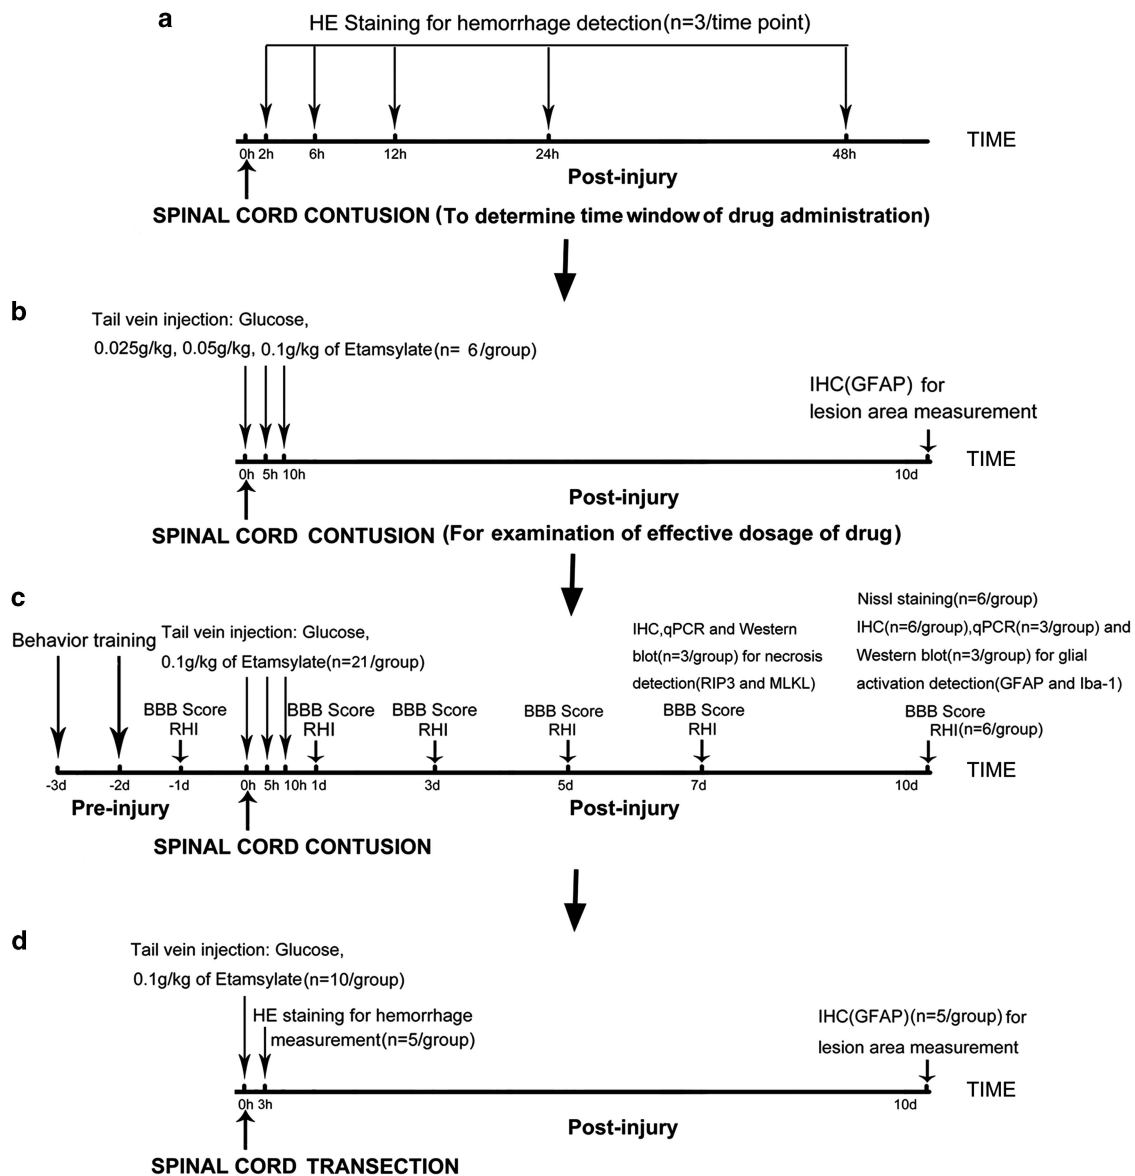 a
HE Staining for hemorrhage detection(n=3/time point)
0h 2h 6h 12h 24h 48h
TIME
Post-injury
SPINAL CORD CONTUSION (To determine time window of drug administration)
b
Tail vein injection: Glucose,
0.025g/kg, 0.05g/kg, 0.1g/kg of Etamsylate(n= 6/group)
IHC(GFAP) for
lesion area measurement
0h 5h 10h 10d
TIME
Post-injury
SPINAL CORD CONTUSION (For examination of effective dosage of drug)
c
Behavior training
Tail vein injection: Glucose,
0.1g/kg of Etamsylate(n=21/group)
IHC,qPCR and Western
blot(n=3/group) for necrosis
detection(RIP3 and MLKL)
Nissl staining(n=6/group)
IHC(n=6/group),qPCR(n=3/group) and
Western blot(n=3/group) for glial
activation detection(GFAP and Iba-1)
BBB Score BBB Score BBB Score BBB Score BBB Score BBB Score
RHI RHI RHI RHI RHI RHI(n=6/group)
-3d -2d -1d 0h 5h 10h 1d 3d 5d 7d 10d
TIME
Pre-injury Post-injury
SPINAL CORD CONTUSION
d
Tail vein injection: Glucose,
0.1g/kg of Etamsylate(n=10/group)
HE staining for hemorrhage
measurement(n=5/group)
IHC(GFAP)(n=5/group) for
lesion area measurement
0h 3h 10d
TIME
Post-injury
SPINAL CORD TRANSECTION